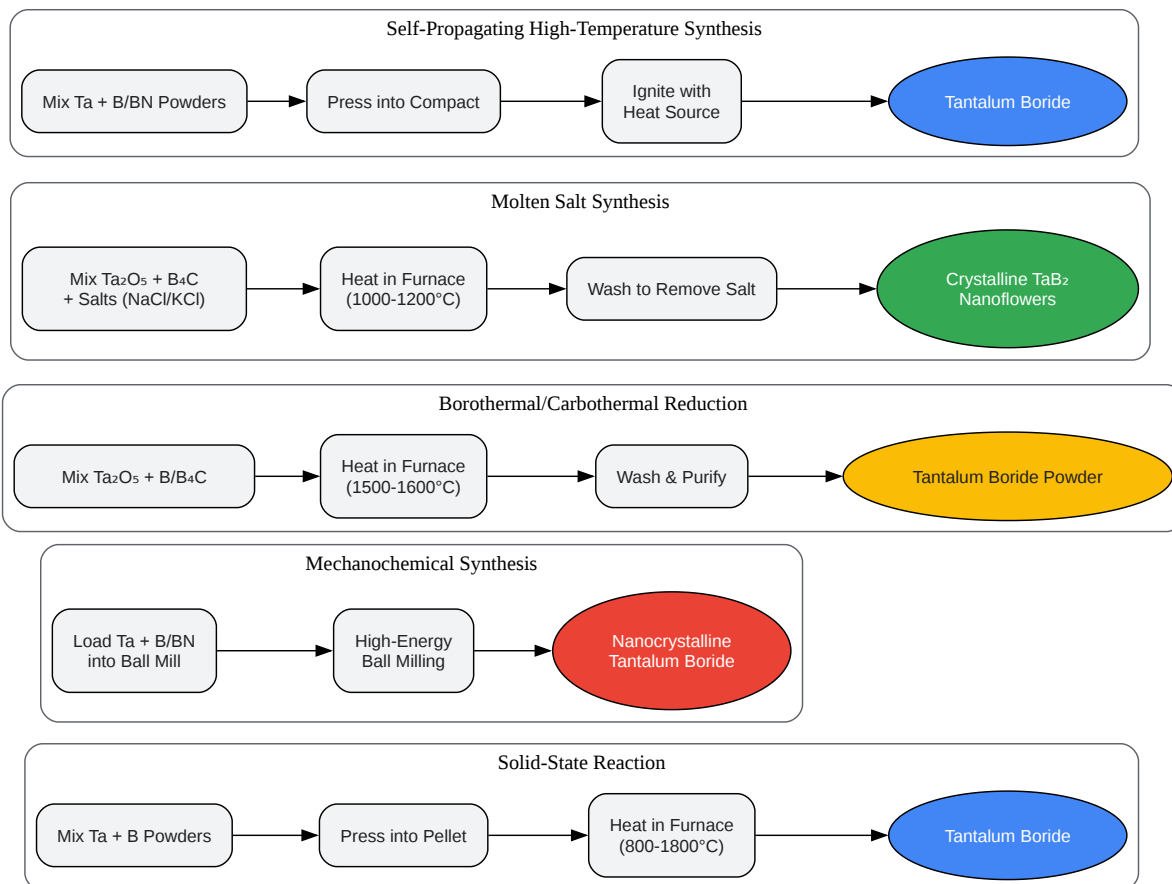 Self-Propagating High-Temperature Synthesis
Mix Ta + B/BN Powders
Press into Compact
Ignite with
Heat Source
Tantalum Boride
Molten Salt Synthesis
Mix Ta₂O₅ + B₄C
+ Salts (NaCl/KCl)
Heat in Furnace
(1000-1200°C)
Wash to Remove Salt
Crystalline TaB₂
Nanoflowers
Borothermal/Carbothermal Reduction
Mix Ta₂O₅ + B/B₄C
Heat in Furnace
(1500-1600°C)
Wash & Purify
Tantalum Boride Powder
Mechanochemical Synthesis
Load Ta + B/BN
into Ball Mill
High-Energy
Ball Milling
Nanocrystalline
Tantalum Boride
Solid-State Reaction
Mix Ta + B Powders
Press into Pellet
Heat in Furnace
(800-1800°C)
Tantalum Boride